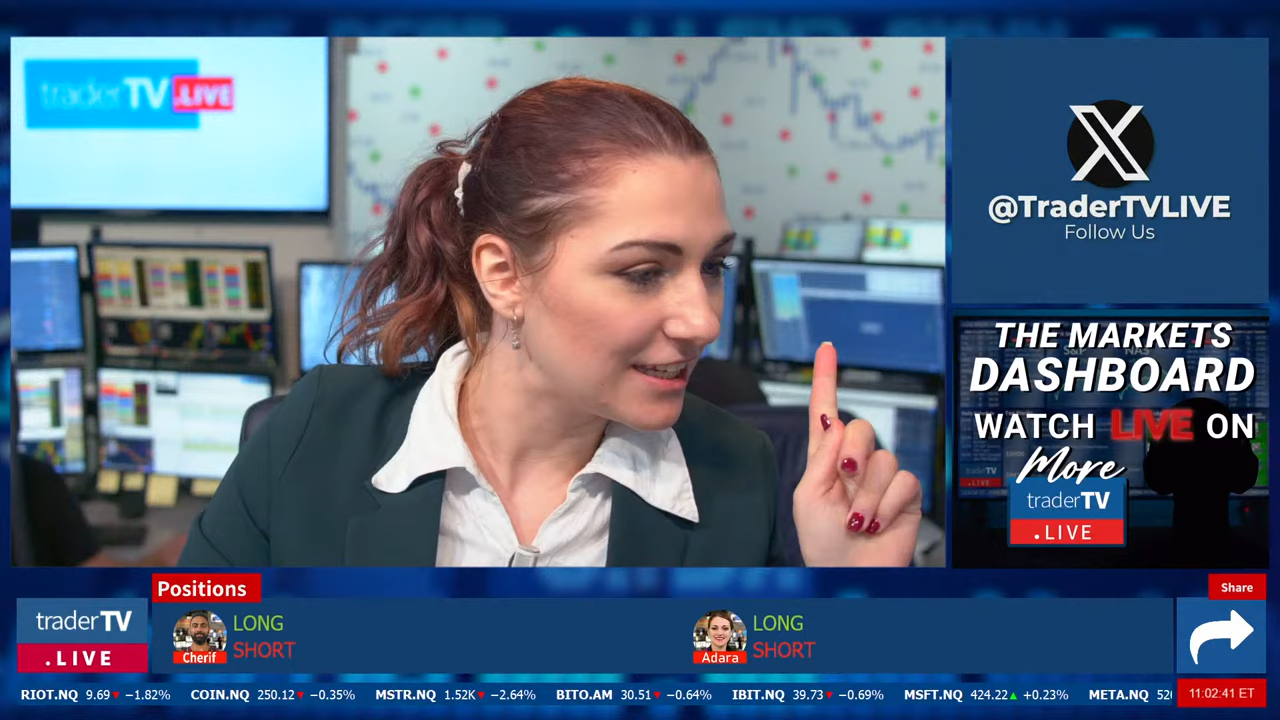 traderTV.LIVE
@TraderTVLIVE
Follow Us
THE MARKETS
DASHBOARD
WATCH LIVE ON
More
traderTV
.LIVE
Positions
Share
traderTV
.LIVE
Cherif
LONG
SHORT
Adara
LONG
SHORT
RIOT.NQ 9.69▼ −1.82% COIN.NQ 250.12▼ −0.35% MSTR.NQ 1.52K▼ −2.64% BITO.AM 30.51▼ −0.64% IBIT.NQ 39.73▼ −0.69% MSFT.NQ 424.22▲ +0.23% META.NQ 52
11:02:41 ET